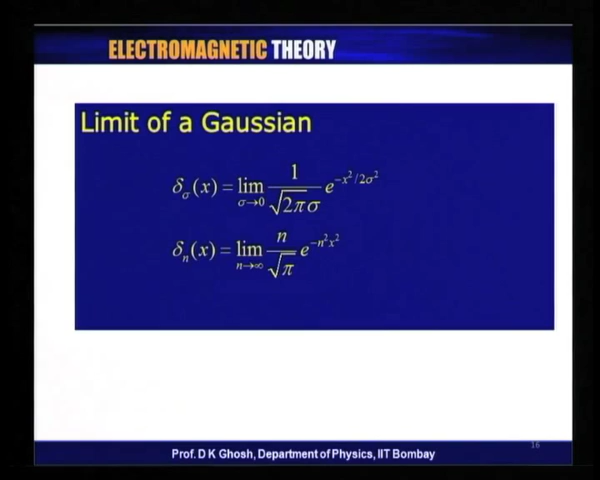 ELECTROMAGNETIC THEORY
Limit of a Gaussian
δ_σ(x) = lim_{σ→0} 1/(√(2π)σ) e^{-x²/2σ²}
δ_n(x) = lim_{n→∞} n/√π e^{-n²x²}
16
Prof. D K Ghosh, Department of Physics, IIT Bombay